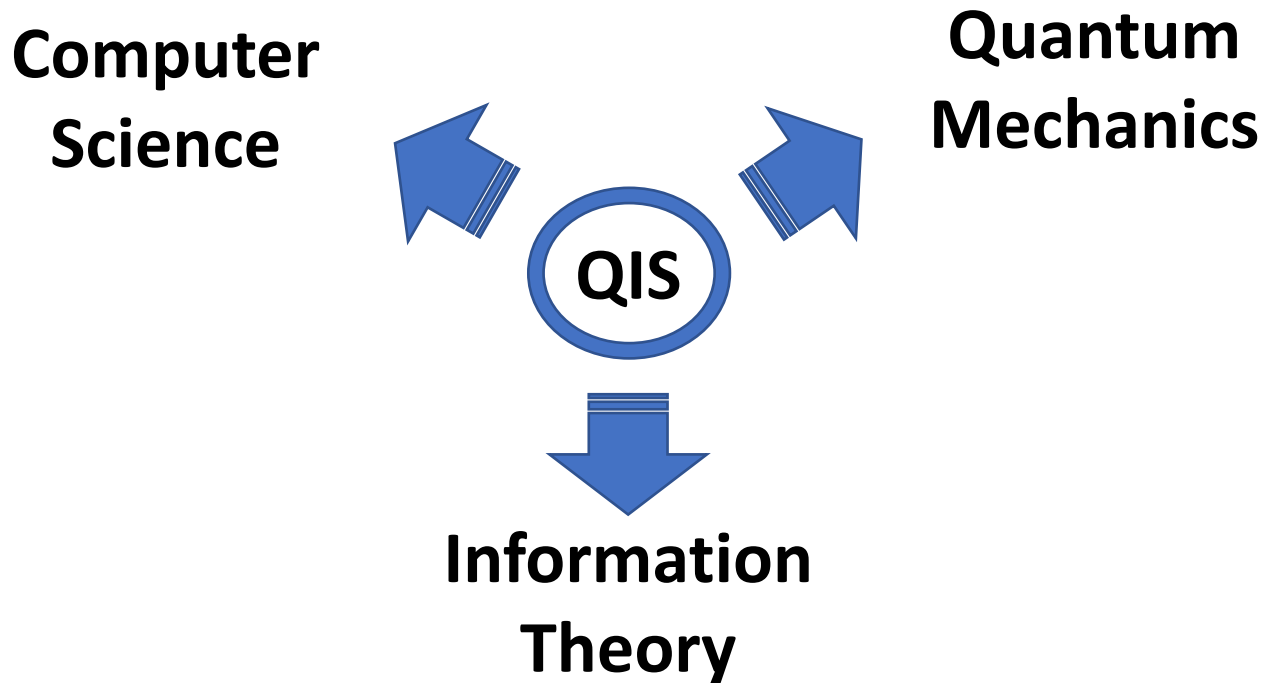 Computer
Science
Quantum
Mechanics
QIS
Information
Theory